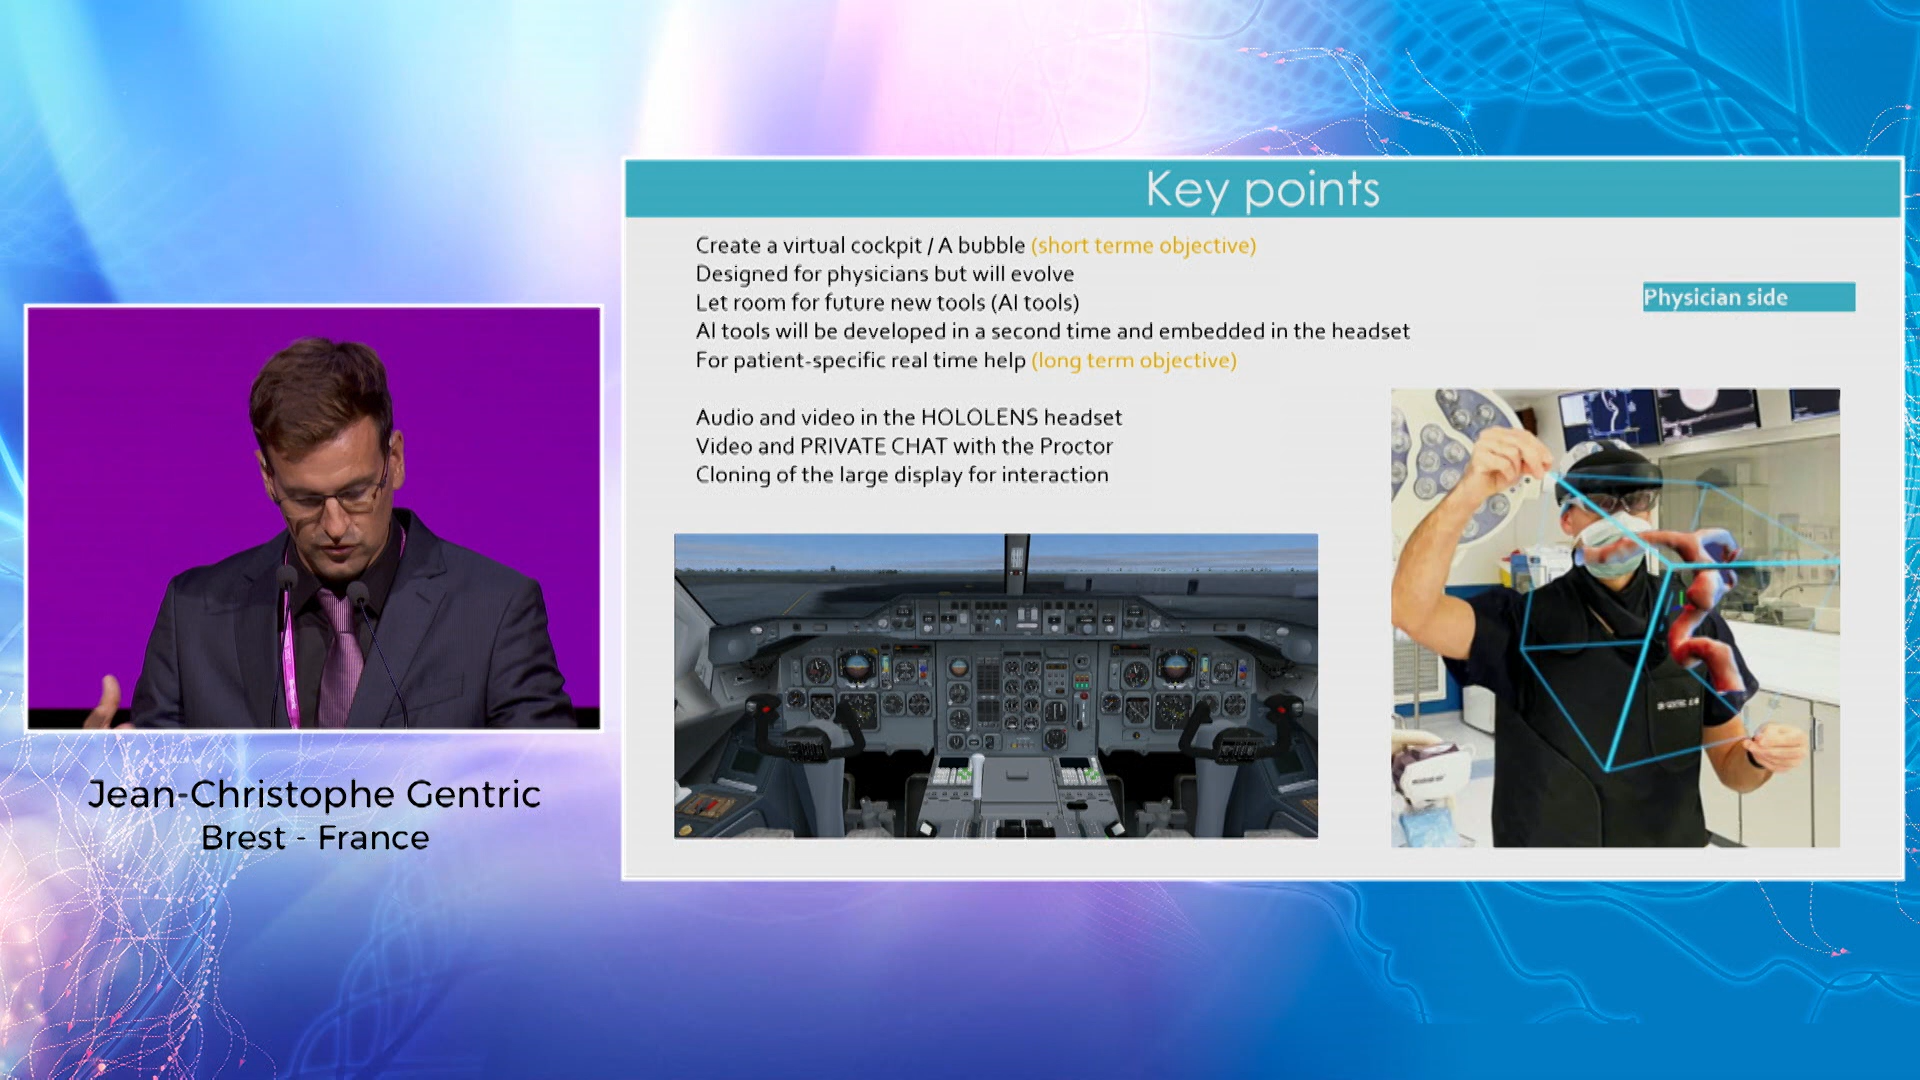 Key points
Create a virtual cockpit / A bubble (short terme objective)
Designed for physicians but will evolve
Let room for future new tools (AI tools)
AI tools will be developed in a second time and embedded in the headset
For patient-specific real time help (long term objective)
Physician side
Audio and video in the HOLOLENS headset
Video and PRIVATE CHAT with the Proctor
Cloning of the large display for interaction
Jean-Christophe Gentric
Brest - France